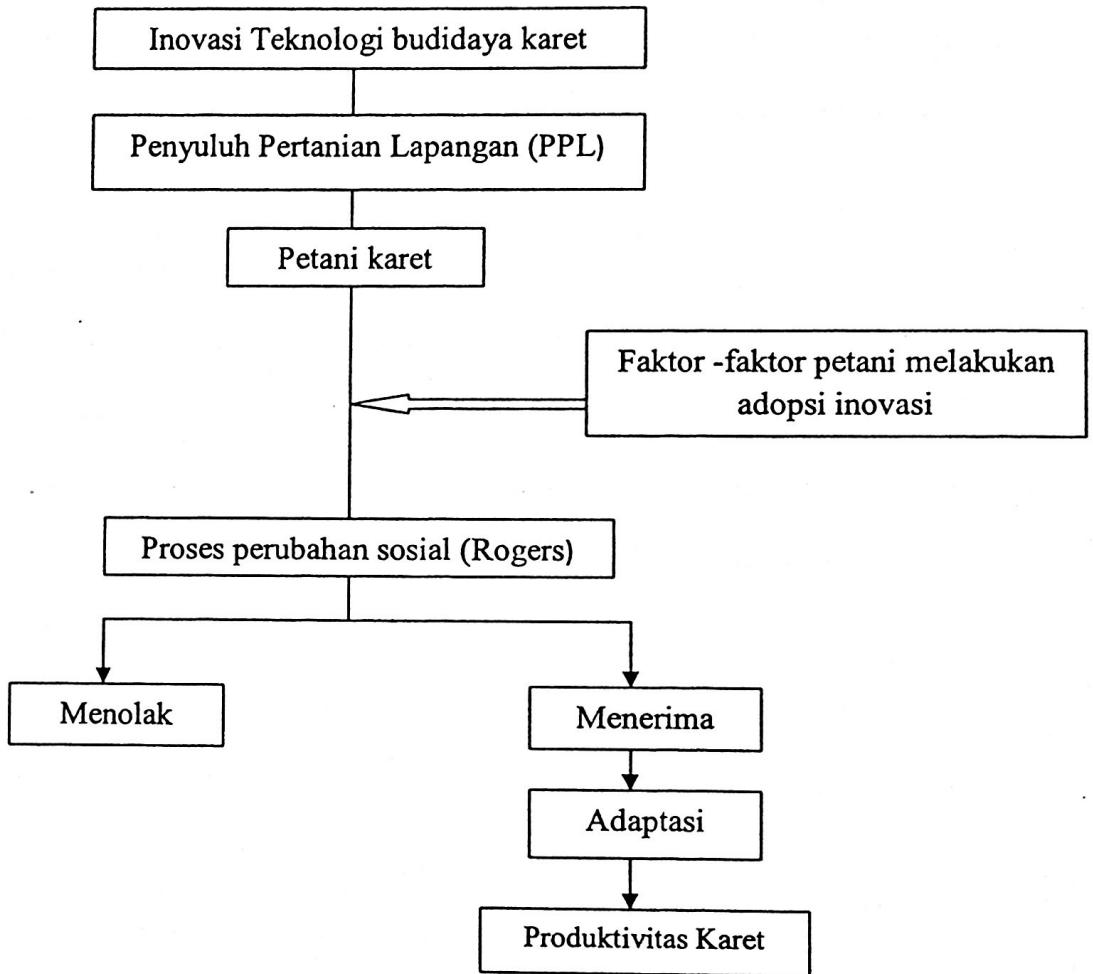 Inovasi Teknologi budidaya karet
Penyuluh Pertanian Lapangan (PPL)
Petani karet
Faktor -faktor petani melakukan
adopsi inovasi
Proses perubahan sosial (Rogers)
Menolak
Menerima
Adaptasi
Produktivitas Karet